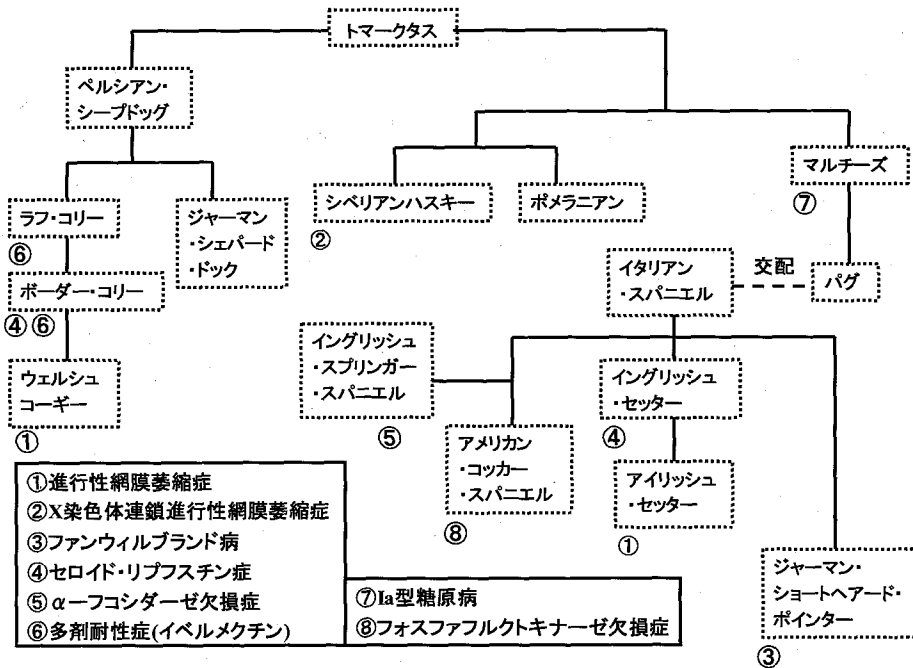 トマークタス
ペルシアン・
シープドッグ
シベリアンハスキー
②
ポメラニアン
マルチーズ
⑦
ラフ・コリー
⑥
ジャーマン
・シェパード
・ドック
ボーダー・コリー
④⑥
イタリアン
・スパニエル
交配
パグ
ウェルシュ
コーギー
①
イングリッシュ
・スプリンガー
・スパニエル
⑤
イングリッシュ
・セッター
④
アメリカン
・コッカー
・スパニエル
⑧
アイリッシュ
・セッター
①
ジャーマン・
ショートヘアード・
ポインター
③
①進行性網膜萎縮症
②X染色体連鎖進行性網膜萎縮症
③ファンウィルブランド病
④セロイド・リプフスチン症
⑤α－フコシダーゼ欠損症
⑥多剤耐性症(イベルメクチン)
⑦Ia型糖原病
⑧フォスファフルクトキナーゼ欠損症